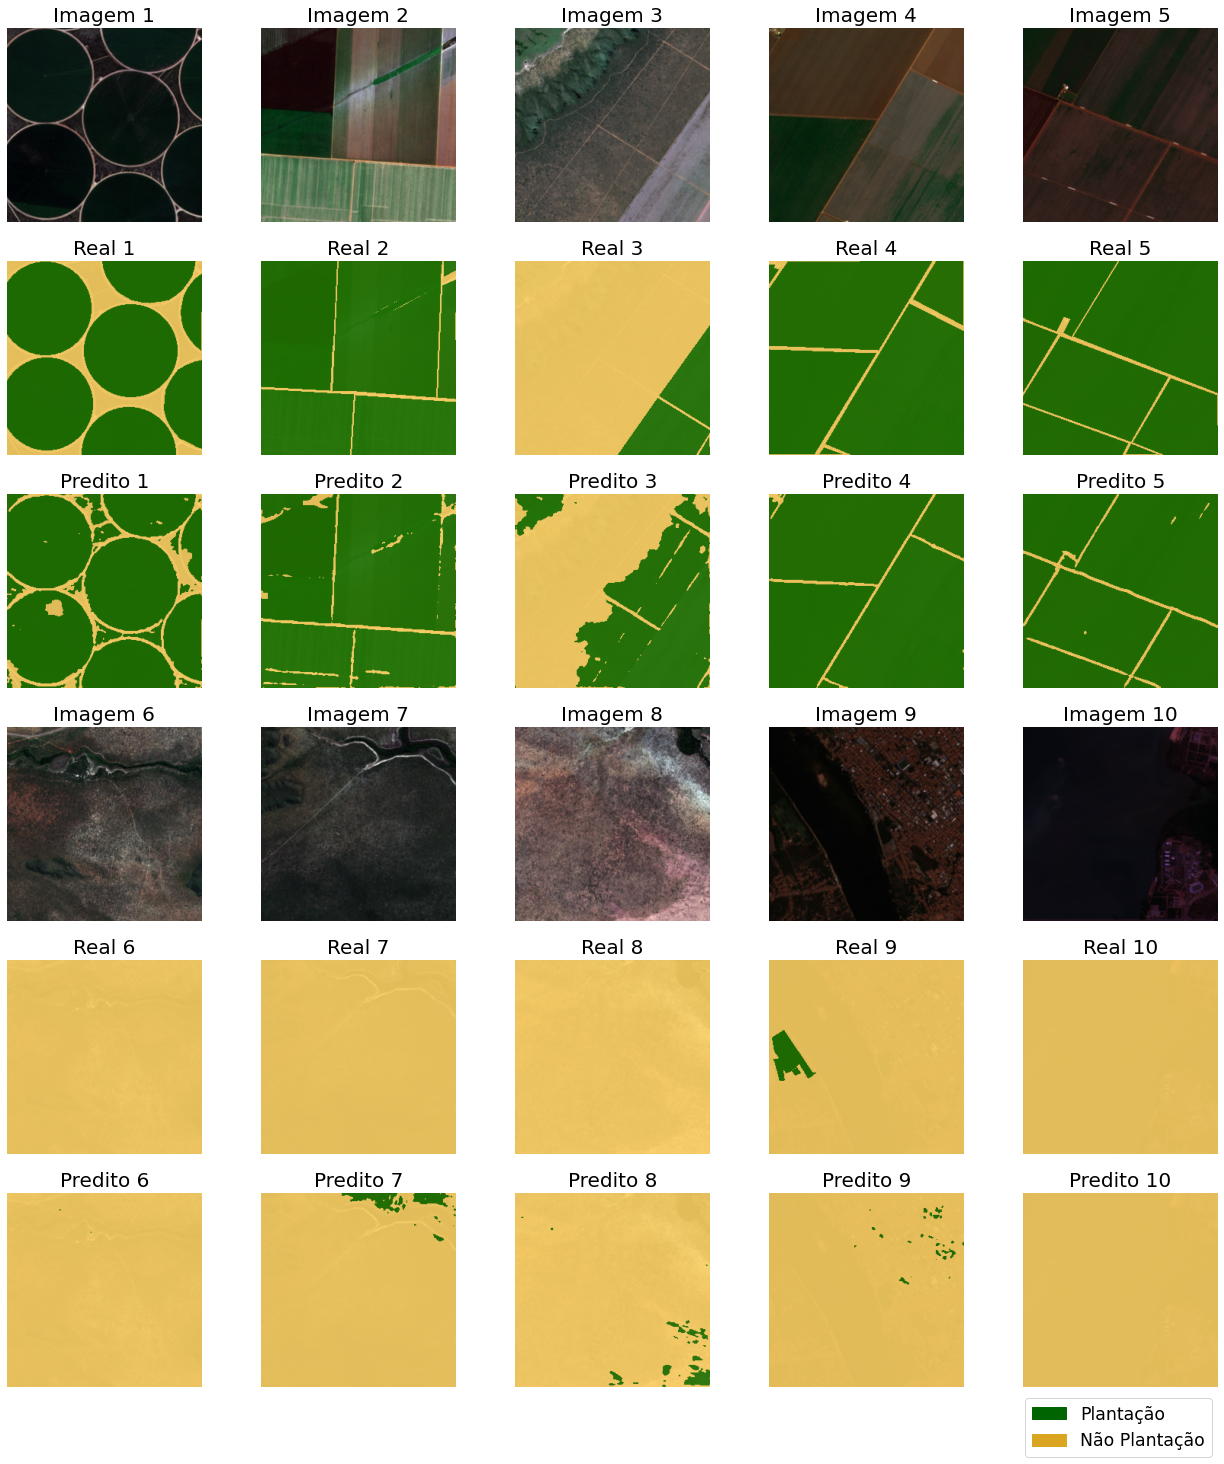 Imagem 1
Imagem 2
Imagem 3
Imagem 4
Imagem 5
Real 1
Real 2
Real 3
Real 4
Real 5
Predito 1
Predito 2
Predito 3
Predito 4
Predito 5
Imagem 6
Imagem 7
Imagem 8
Imagem 9
Imagem 10
Real 6
Real 7
Real 8
Real 9
Real 10
Predito 6
Predito 7
Predito 8
Predito 9
Predito 10
Plantação
Não Plantação